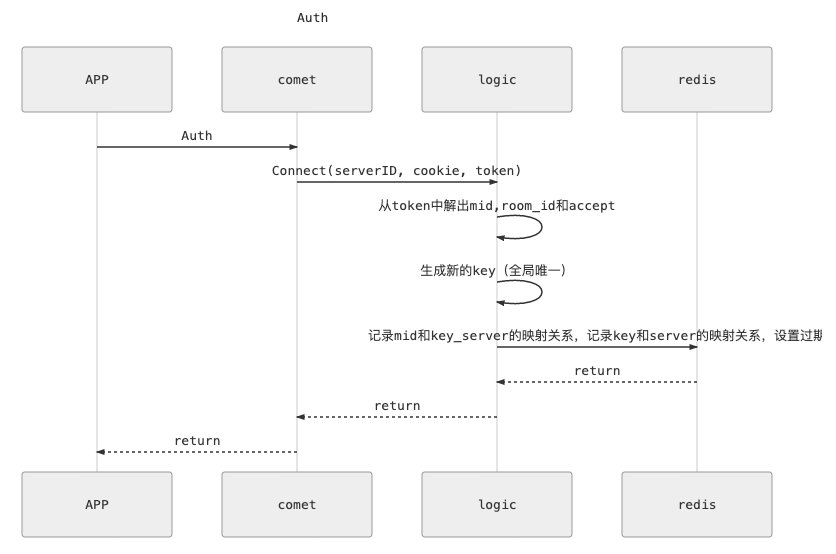 Auth
APP
comet
logic
redis
Auth
Connect(serverID, cookie, token)
从token中解出mid,room_id和accept
生成新的key（全局唯一）
记录mid和key_server的映射关系，记录key和server的映射关系，设置过期
return
return
return
APP
comet
logic
redis